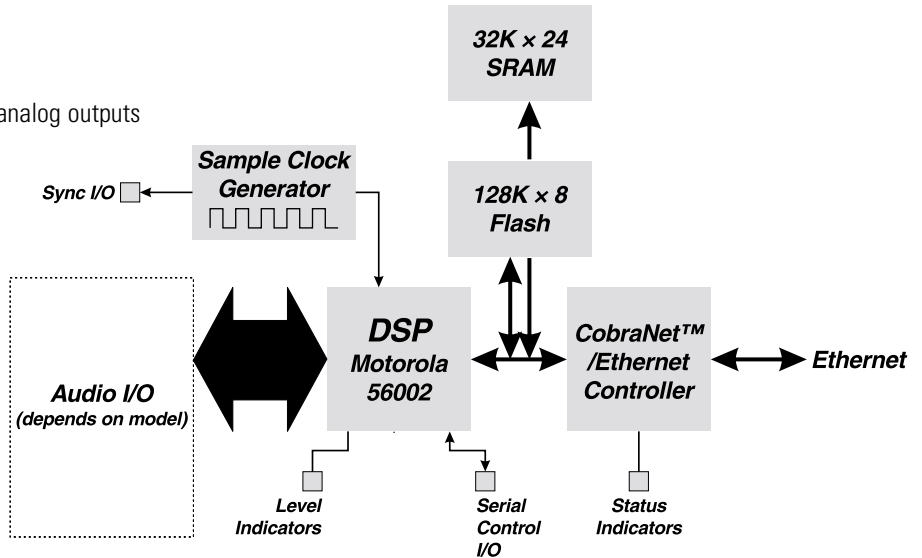 32K × 24
SRAM
analog outputs
Sample Clock
Generator
Sync I/O
128K × 8
Flash
DSP
Motorola
56002
CobraNet™
/Ethernet
Controller
Ethernet
Audio I/O
(depends on model)
Level
Indicators
Serial
Control
I/O
Status
Indicators